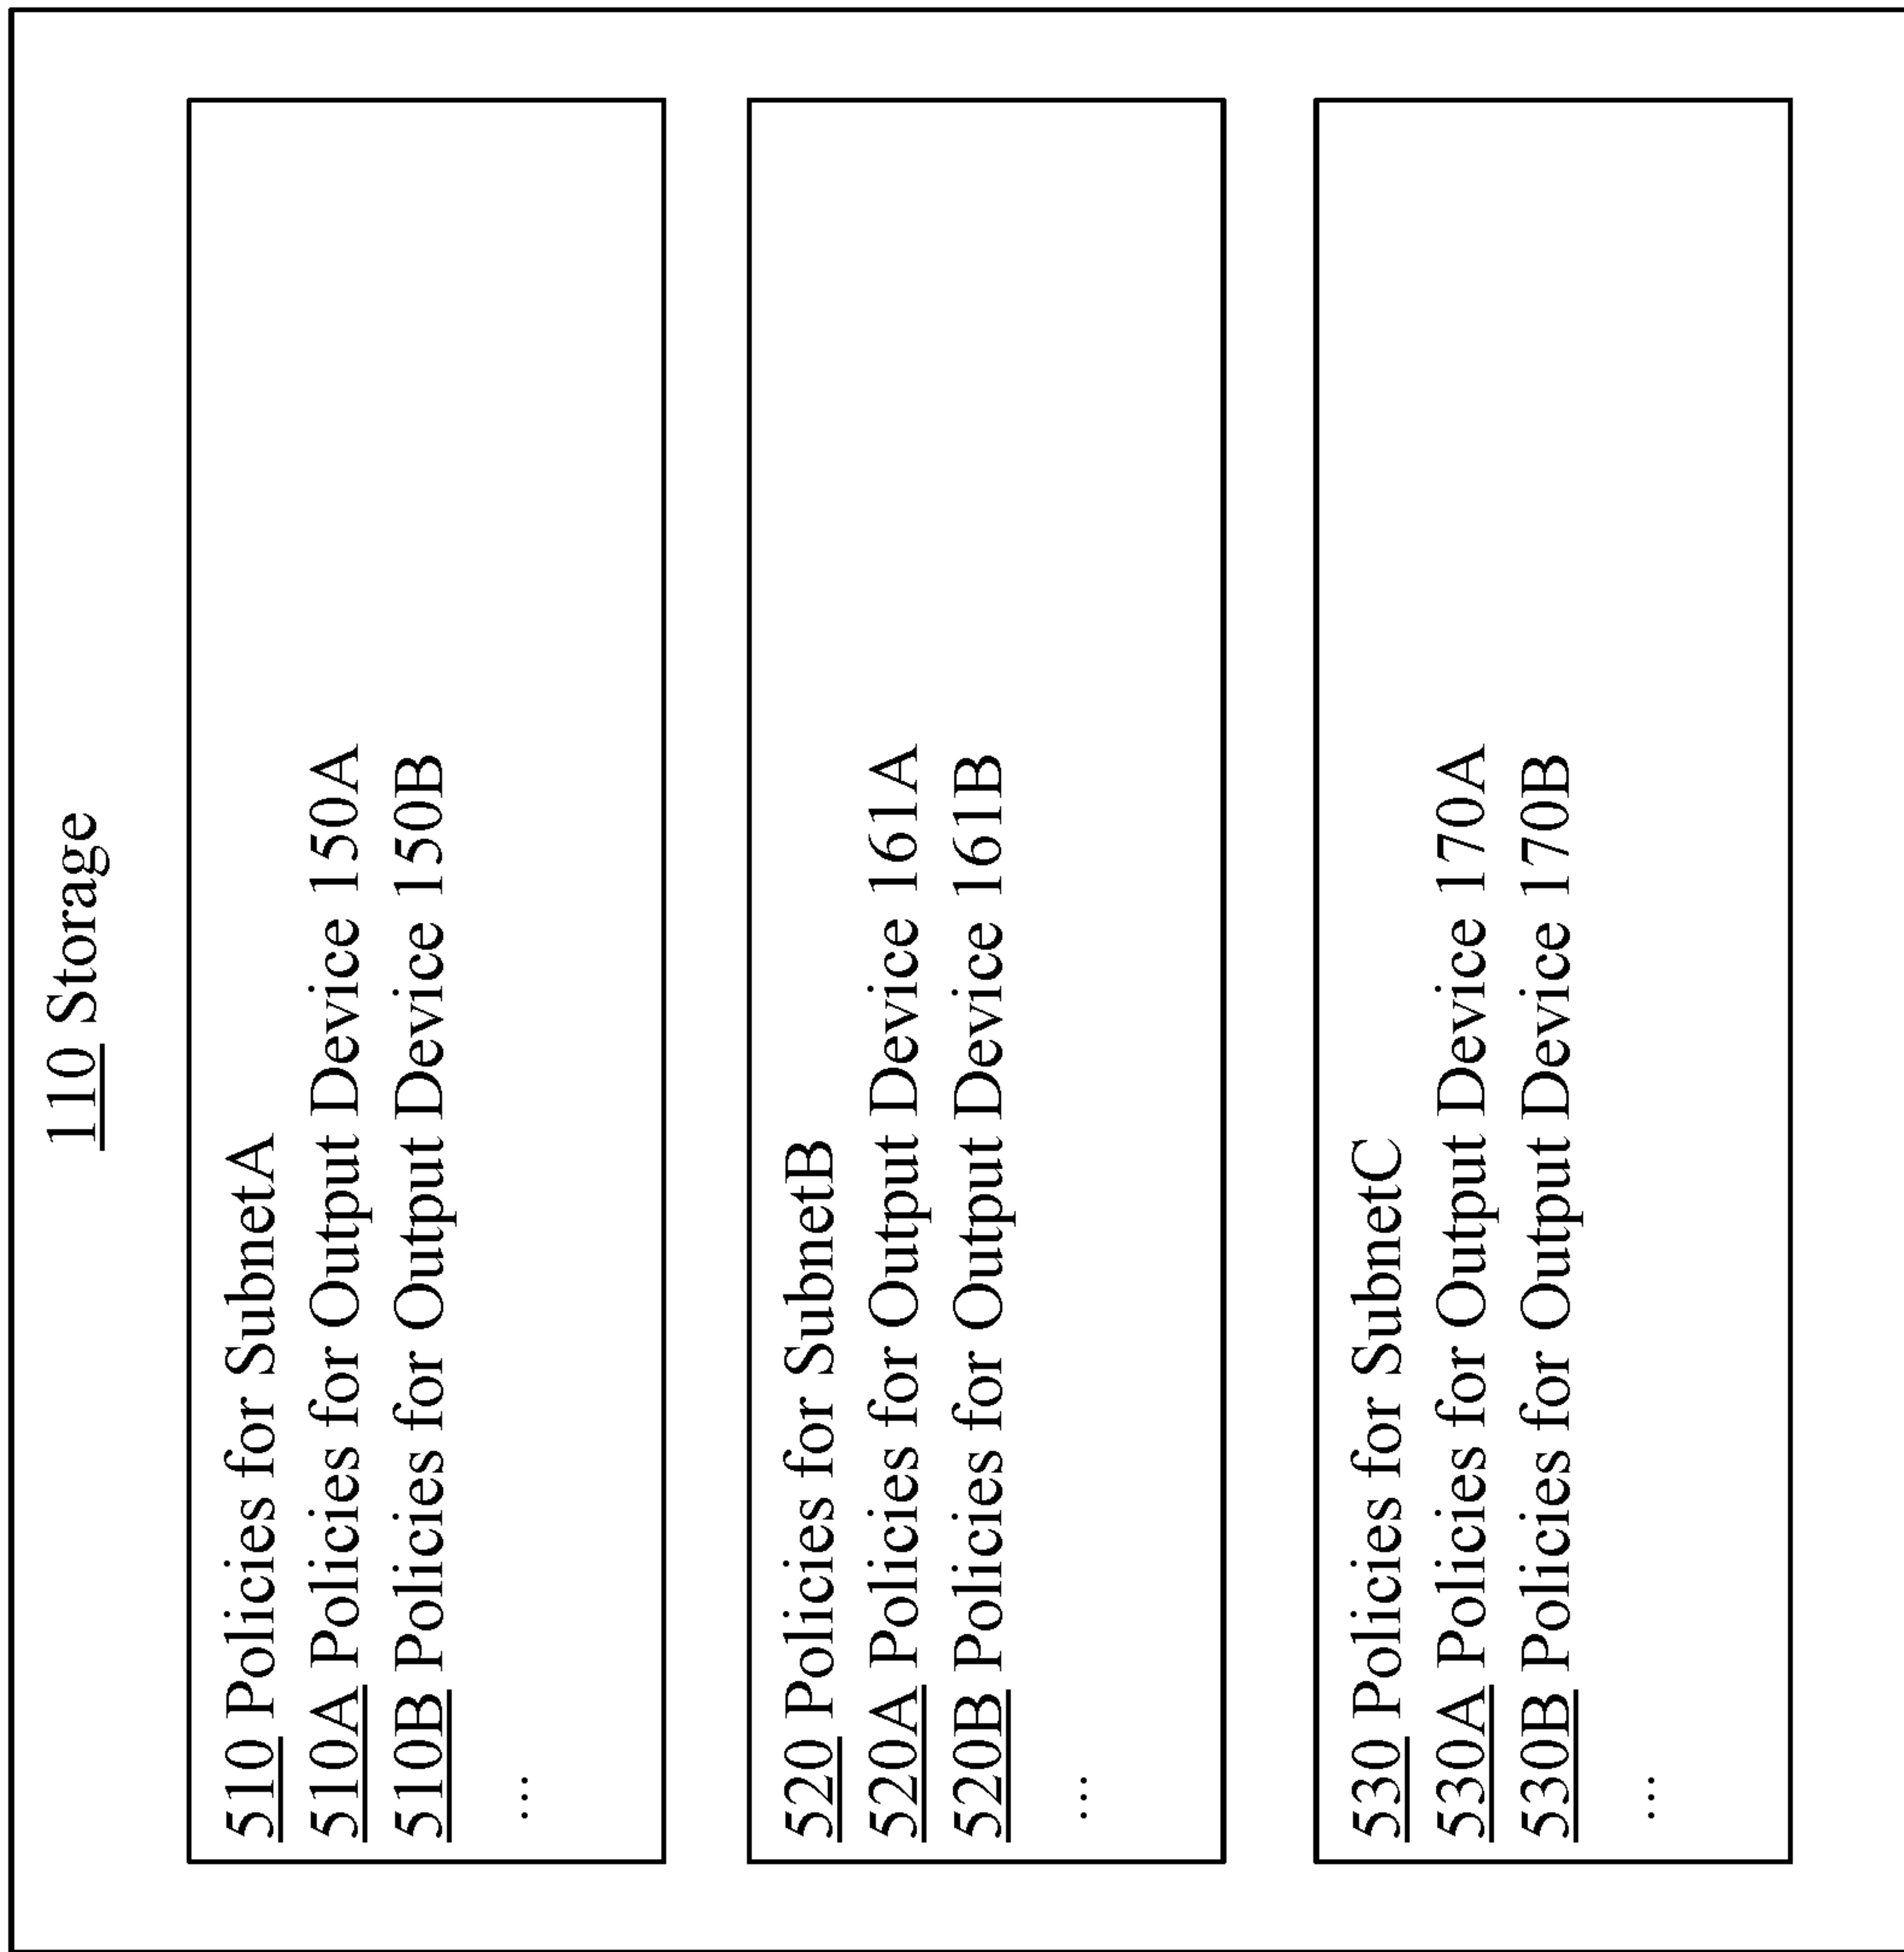 110 Storage
510 Policies for SubnetA
510A Policies for Output Device 150A
510B Policies for Output Device 150B
...
520 Policies for SubnetB
520A Policies for Output Device 161A
520B Policies for Output Device 161B
...
530 Policies for SubnetC
530A Policies for Output Device 170A
530B Policies for Output Device 170B
...